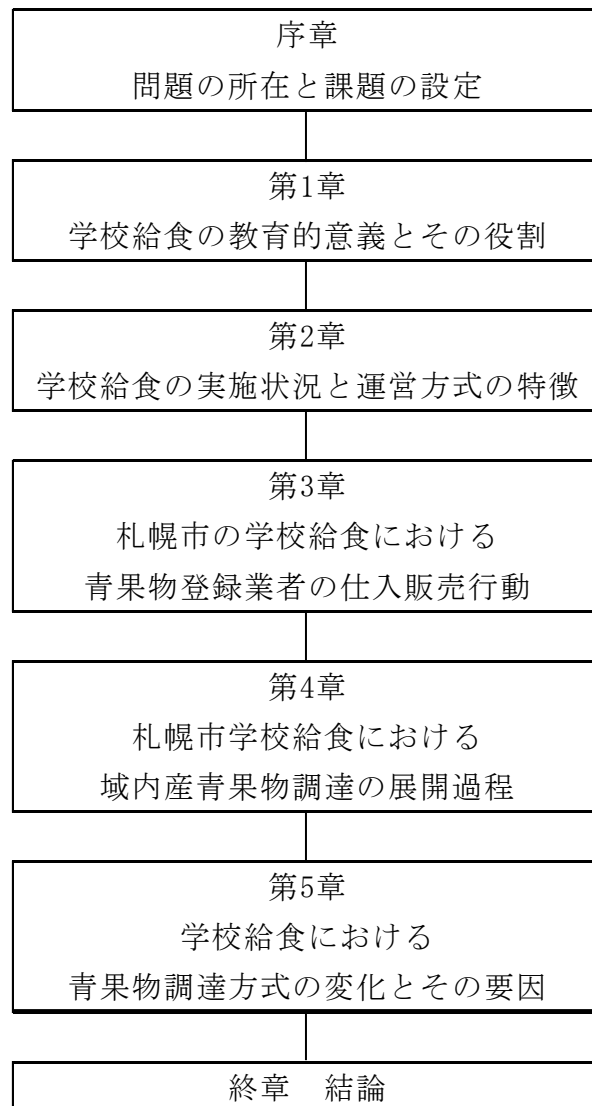 序章
問題の所在と課題の設定
第1章
学校給食の教育的意義とその役割
第2章
学校給食の実施状況と運営方式の特徴
第3章
札幌市の学校給食における
青果物登録業者の仕入販売行動
第4章
札幌市学校給食における
域内産青果物調達の展開過程
第5章
学校給食における
青果物調達方式の変化とその要因
終章　結論